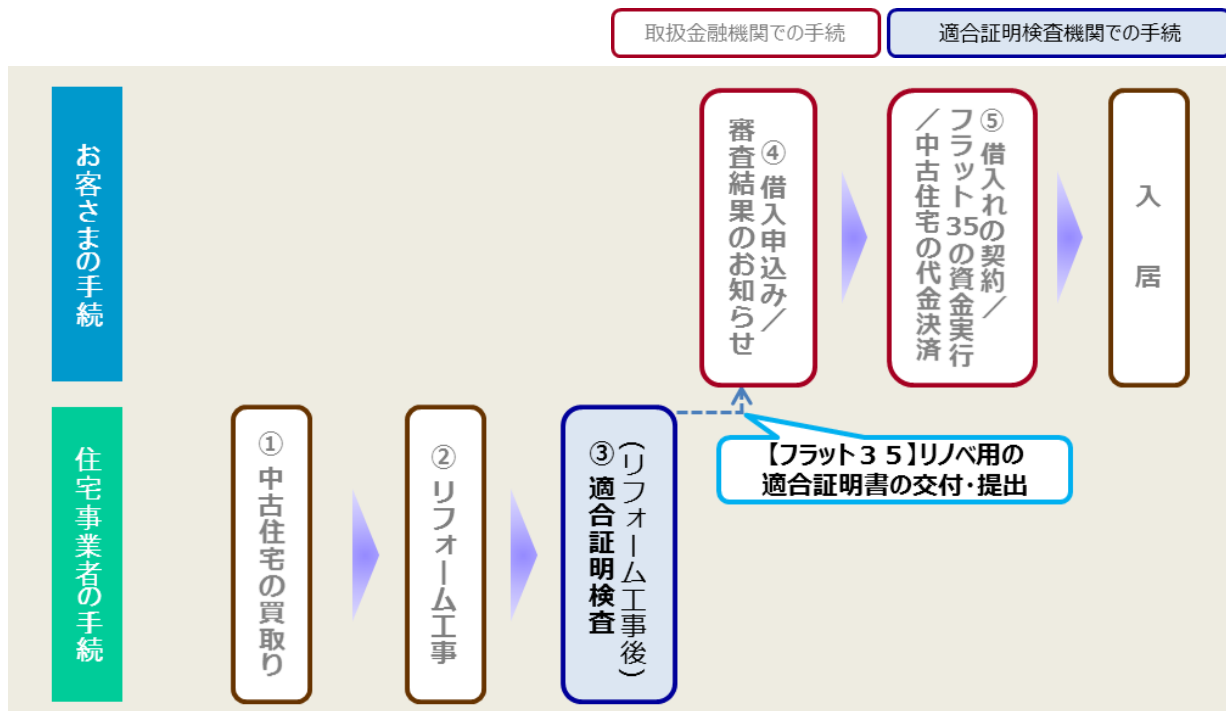 取扱金融機関での手続
適合証明検査機関での手続
お客さまの手続
④借入申込み／
審査結果のお知らせ
⑤借入れの契約／
フラット35の資金実行
／中古住宅の代金決済
入居
住宅事業者の手続
①中古住宅の買取り
②リフォーム工事
（リフォーム工事後）
③適合証明検査
【フラット３５】リノベ用の
適合証明書の交付・提出